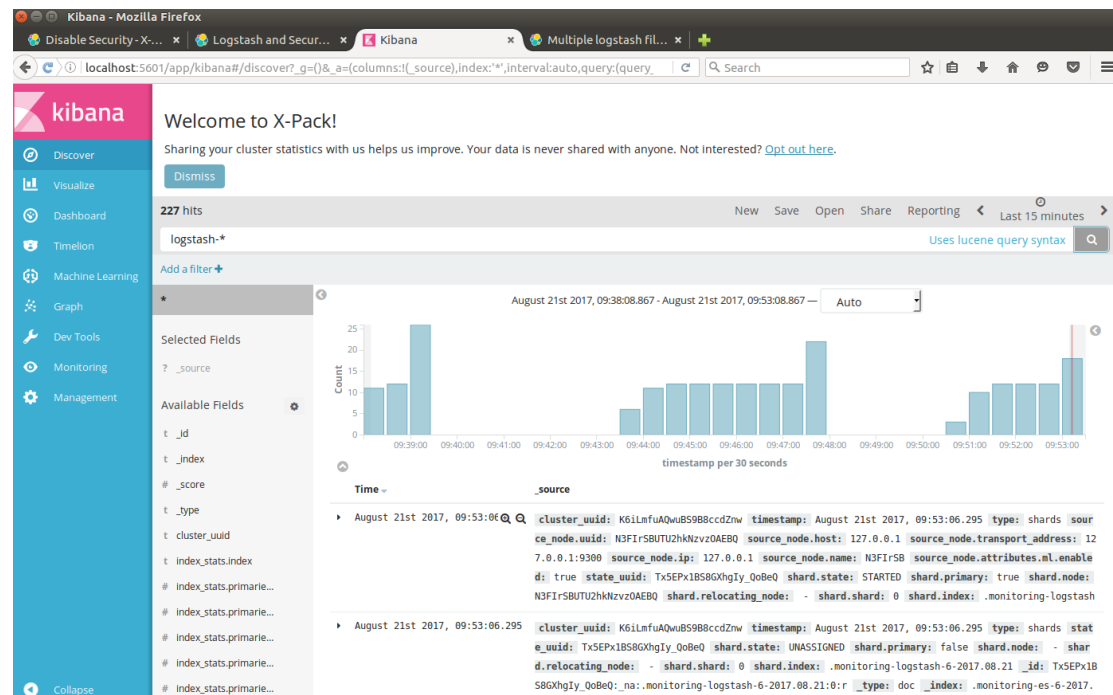 Kibana - Mozilla Firefox
Disable Security - X-... × Logstash and Secur... × Kibana × Multiple logstash fil... ×
localhost:5601/app/kibana#/discover?_g=()&_a=(columns:!(_source),index:'*',interval:auto,query:(query_ Search
kibana
Discover
Visualize
Dashboard
Timelion
Machine Learning
Graph
Dev Tools
Monitoring
Management
Collapse
Welcome to X-Pack!
Sharing your cluster statistics with us helps us improve. Your data is never shared with anyone. Not interested? Opt out here.
Dismiss
227 hits New Save Open Share Reporting Last 15 minutes
logstash-* Uses lucene query syntax
Add a filter +
*
Selected Fields
? _source
Available Fields
t _id
t _index
# _score
t _type
t cluster_uuid
t index_stats.index
# index_stats.primarie...
# index_stats.primarie...
# index_stats.primarie...
# index_stats.primarie...
# index_stats.primarie...
August 21st 2017, 09:38:08.867 - August 21st 2017, 09:53:08.867 — Auto
Count
25
20
15
10
5
0
09:39:00 09:40:00 09:41:00 09:42:00 09:43:00 09:44:00 09:45:00 09:46:00 09:47:00 09:48:00 09:49:00 09:50:00 09:51:00 09:52:00 09:53:00
timestamp per 30 seconds
Time _source
August 21st 2017, 09:53:06 cluster_uuid: K6iLmfuAQwuBS9B8ccdZnw timestamp: August 21st 2017, 09:53:06.295 type: shards sour
ce_node.uuid: N3FIrSBUTU2hkNzvzOAEBQ source_node.host: 127.0.0.1 source_node.transport_address: 12
7.0.0.1:9300 source_node.ip: 127.0.0.1 source_node.name: N3FIrSB source_node.attributes.ml.enable
d: true state_uuid: Tx5EPx1BS8GXhgIy_QoBeQ shard.state: STARTED shard.primary: true shard.node:
N3FIrSBUTU2hkNzvzOAEBQ shard.relocating_node: - shard.shard: 0 shard.index: .monitoring-logstash
August 21st 2017, 09:53:06.295 cluster_uuid: K6iLmfuAQwuBS9B8ccdZnw timestamp: August 21st 2017, 09:53:06.295 type: shards stat
e_uuid: Tx5EPx1BS8GXhgIy_QoBeQ shard.state: UNASSIGNED shard.primary: false shard.node: - shar
d.relocating_node: - shard.shard: 0 shard.index: .monitoring-logstash-6-2017.08.21 _id: Tx5EPx1B
S8GXhgIy_QoBeQ:_na:.monitoring-logstash-6-2017.08.21:0:r _type: doc _index: .monitoring-es-6-2017.